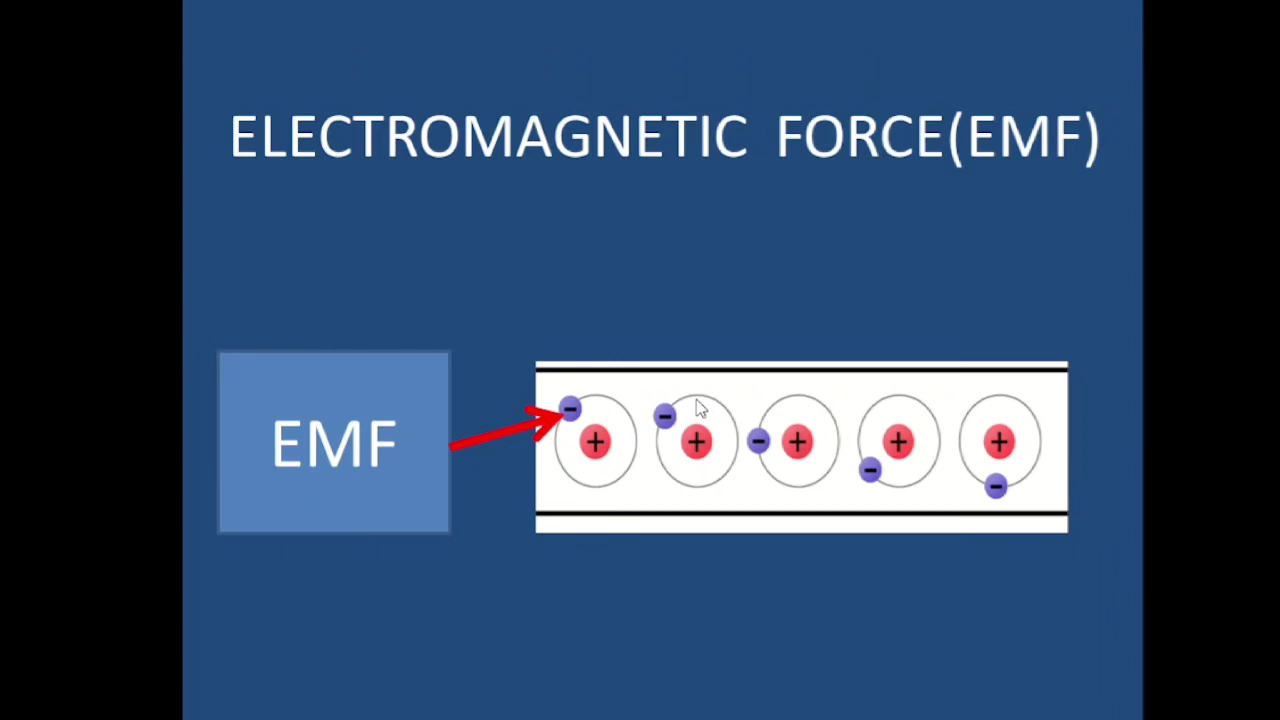 ELECTROMAGNETIC FORCE(EMF)
EMF
- - - - -
+ + + + +